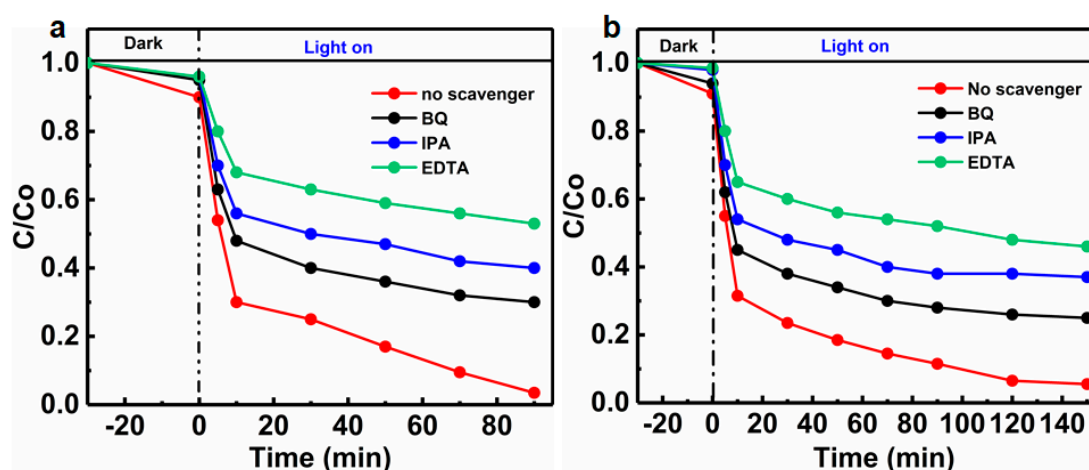 a
Dark
Light on
no scavenger
BQ
IPA
EDTA
1.0
0.8
0.6
0.4
0.2
0.0
C/Co
-20 0 20 40 60 80
Time (min)
b
Dark
Light on
No scavenger
BQ
IPA
EDTA
1.0
0.8
0.6
0.4
0.2
0.0
C/Co
-20 0 20 40 60 80 100 120 140
Time (min)